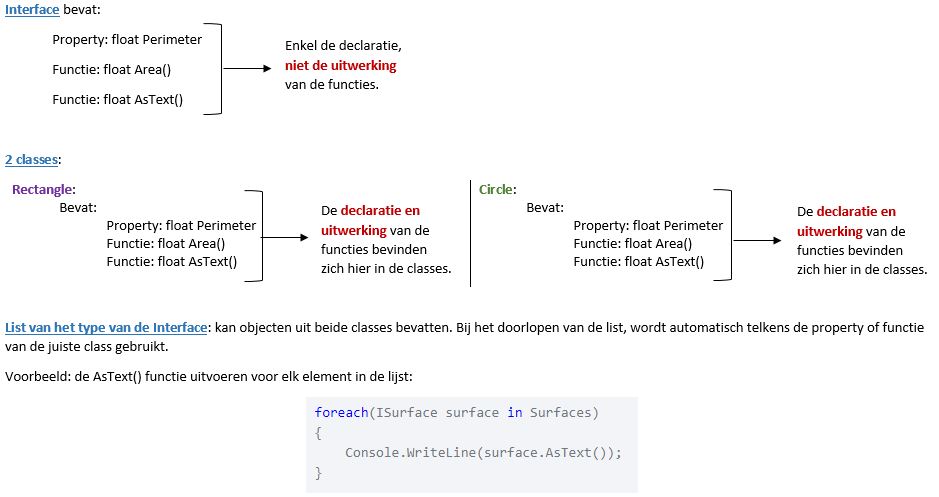 Interface bevat:
Property: float Perimeter
Functie: float Area()
Functie: float AsText()
Enkel de declaratie,
niet de uitwerking
van de functies.
2 classes:
Rectangle:
Bevat:
Property: float Perimeter
Functie: float Area()
Functie: float AsText()
De declaratie en
uitwerking van de
functies bevinden
zich hier in de classes.
Circle:
Bevat:
Property: float Perimeter
Functie: float Area()
Functie: float AsText()
De declaratie en
uitwerking van de
functies bevinden
zich hier in de classes.
List van het type van de Interface: kan objecten uit beide classes bevatten. Bij het doorlopen van de list, wordt automatisch telkens de property of functie
van de juiste class gebruikt.
Voorbeeld: de AsText() functie uitvoeren voor elk element in de lijst:
foreach(ISurface surface in Surfaces)
{
Console.WriteLine(surface.AsText());
}